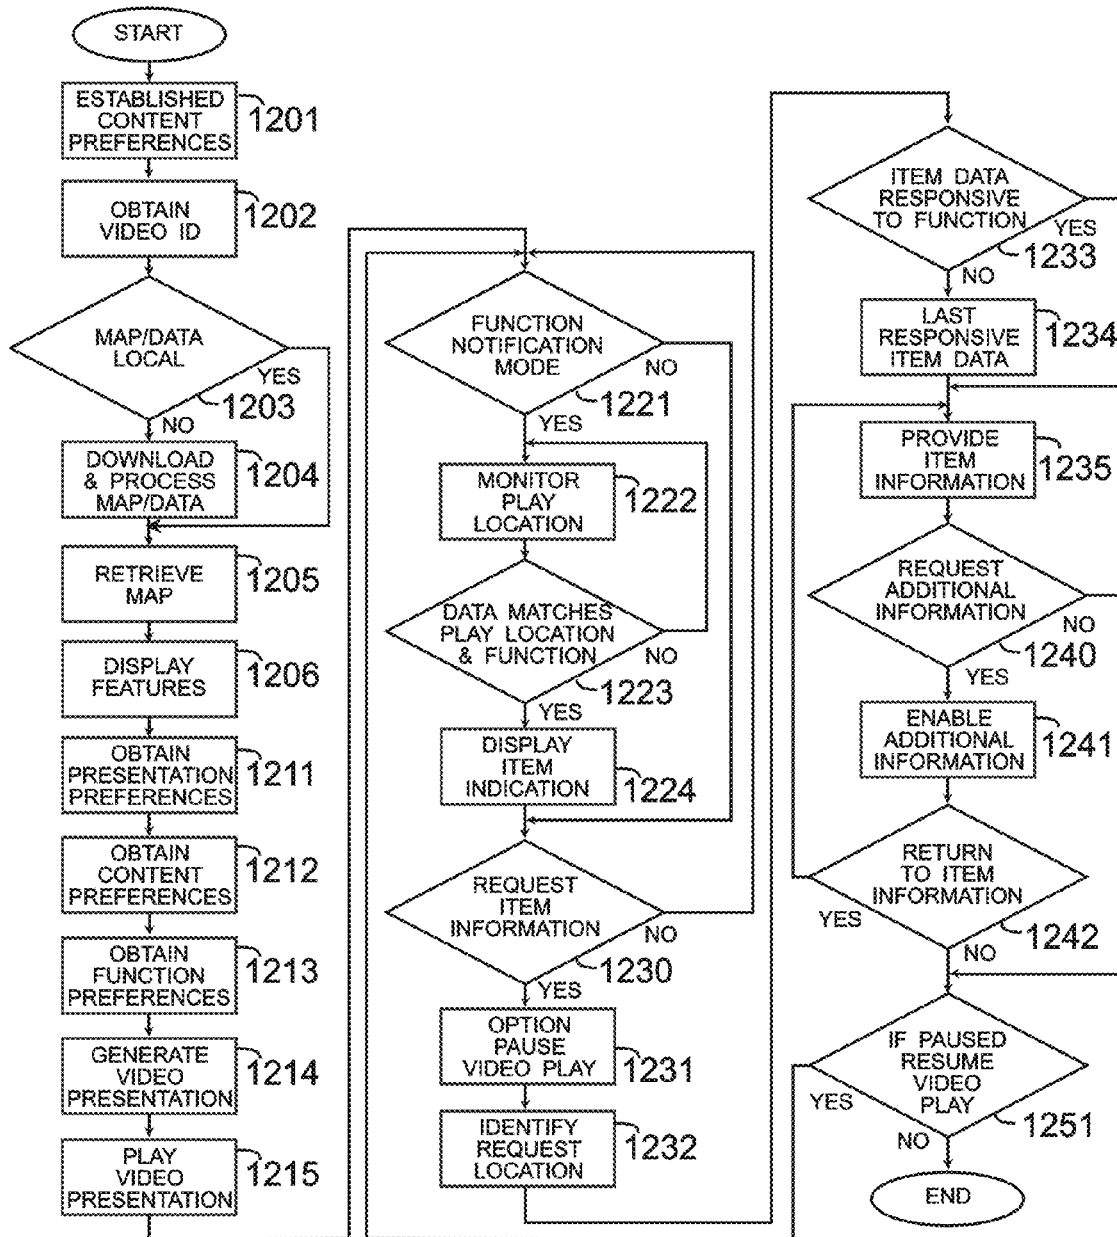 START
ESTABLISHED
CONTENT
PREFERENCES
1201
OBTAIN
VIDEO ID
1202
MAP/DATA
LOCAL
YES
1203
NO
DOWNLOAD
& PROCESS
MAP/DATA
1204
RETRIEVE
MAP
1205
DISPLAY
FEATURES
1206
OBTAIN
PRESENTATION
PREFERENCES
1211
OBTAIN
CONTENT
PREFERENCES
1212
OBTAIN
FUNCTION
PREFERENCES
1213
GENERATE
VIDEO
PRESENTATION
1214
PLAY
VIDEO
PRESENTATION
1215
FUNCTION
NOTIFICATION
MODE
NO
1221
YES
MONITOR
PLAY
LOCATION
1222
DATA MATCHES
PLAY LOCATION
& FUNCTION
NO
1223
YES
DISPLAY
ITEM
INDICATION
1224
REQUEST
ITEM
INFORMATION
NO
1230
YES
OPTION
PAUSE
VIDEO PLAY
1231
IDENTIFY
REQUEST
LOCATION
1232
ITEM DATA
RESPONSIVE
TO FUNCTION
YES
1233
NO
LAST
RESPONSIVE
ITEM DATA
1234
PROVIDE
ITEM
INFORMATION
1235
REQUEST
ADDITIONAL
INFORMATION
NO
1240
YES
ENABLE
ADDITIONAL
INFORMATION
1241
RETURN
TO ITEM
INFORMATION
YES
1242
NO
IF PAUSED
RESUME
VIDEO
PLAY
YES
1251
NO
END